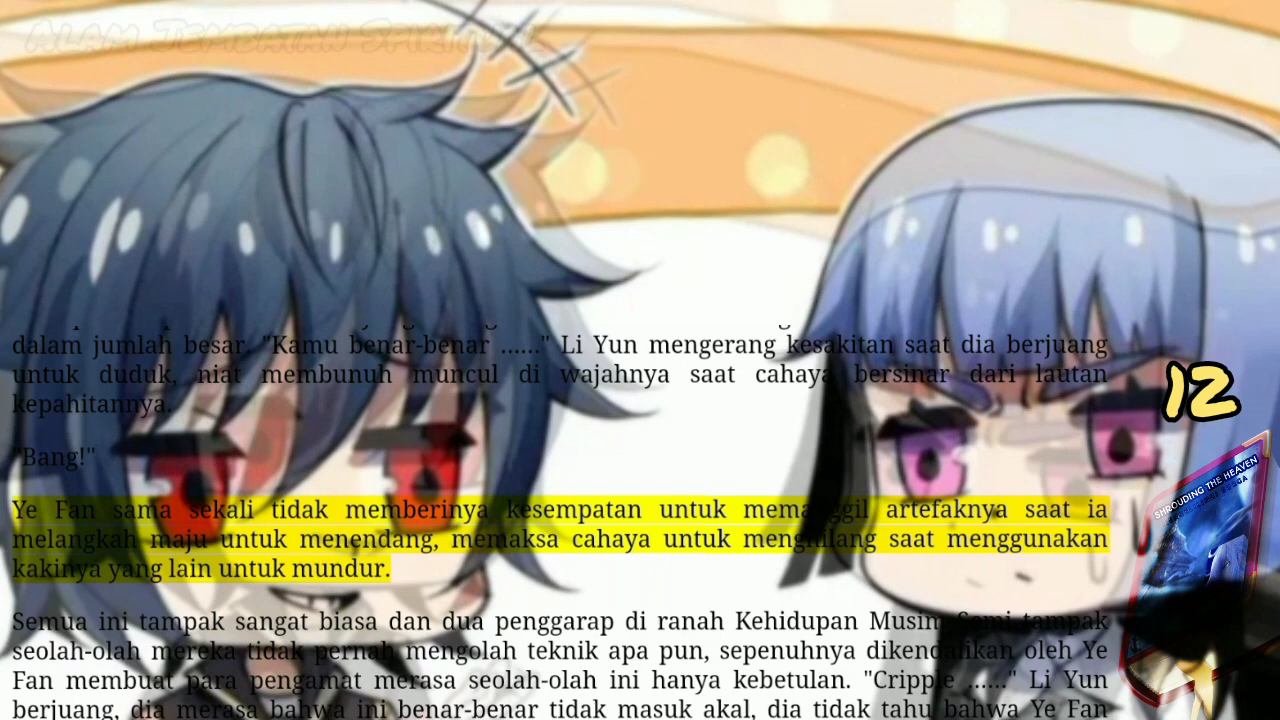 ALAM JEMBATAN SPIRITUAL
dalam jumlah besar. "Kamu benar-benar ......" Li Yun mengerang kesakitan saat dia berjuang
untuk duduk, niat membunuh muncul di wajahnya saat cahaya bersinar dari lautan
kepahitannya.
"Bang!"
Ye Fan sama sekali tidak memberinya kesempatan untuk memanggil artefaknya saat ia
melangkah maju untuk menendang, memaksa cahaya untuk menghilang saat menggunakan
kakinya yang lain untuk mundur.
Semua ini tampak sangat biasa dan dua penggarap di ranah Kehidupan Musim Semi tampak
seolah-olah mereka tidak pernah mengolah teknik apa pun, sepenuhnya dikendalikan oleh Ye
Fan membuat para pengamat merasa seolah-olah ini hanya kebetulan. "Cripple ......" Li Yun
berjuang, dia merasa bahwa ini benar-benar tidak masuk akal, dia tidak tahu bahwa Ye Fan
12
SHROUDING THE HEAVEN